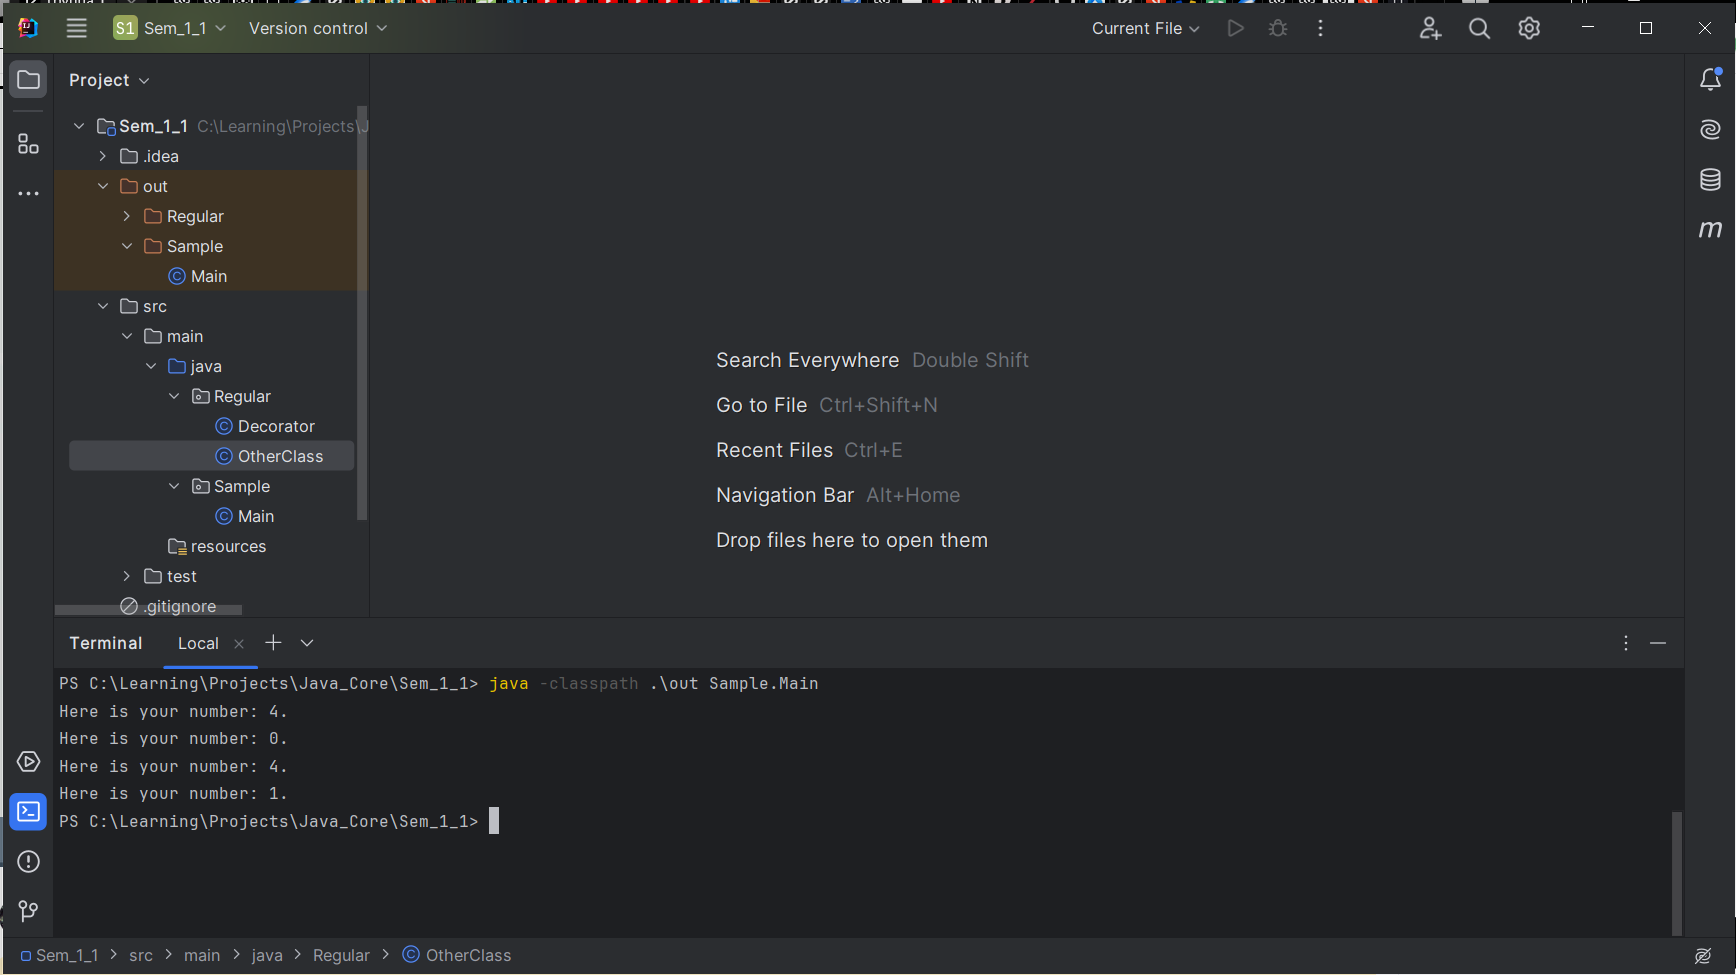 S1 Sem_1_1 Version control Current File
Project
Sem_1_1 C:\Learning\Projects\J
.idea
out
Regular
Sample
Main
src
main
java
Regular
Decorator
OtherClass
Sample
Main
resources
test
.gitignore
Search Everywhere Double Shift
Go to File Ctrl+Shift+N
Recent Files Ctrl+E
Navigation Bar Alt+Home
Drop files here to open them
m
Terminal Local
PS C:\Learning\Projects\Java_Core\Sem_1_1> java -classpath .\out Sample.Main
Here is your number: 4.
Here is your number: 0.
Here is your number: 4.
Here is your number: 1.
PS C:\Learning\Projects\Java_Core\Sem_1_1>
Sem_1_1 > src > main > java > Regular > OtherClass